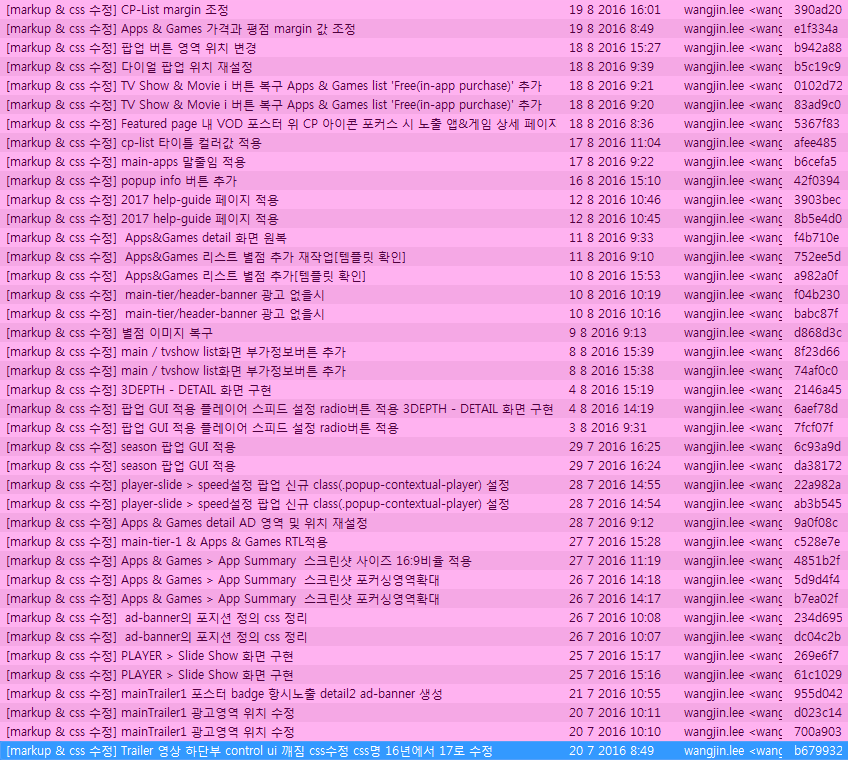 [markup & css 수정] CP-List margin 조정 19 8 2016 16:01 wangjin.lee <wang 390ad20
[markup & css 수정] Apps & Games 가격과 평점 margin 값 조정 19 8 2016 8:49 wangjin.lee <wang e1f334a
[markup & css 수정] 팝업 버튼 영역 위치 변경 18 8 2016 15:27 wangjin.lee <wang b942a88
[markup & css 수정] 다이얼 팝업 위치 재설정 18 8 2016 9:39 wangjin.lee <wang b5c19c9
[markup & css 수정] TV Show & Movie i 버튼 복구 Apps & Games list 'Free(in-app purchase)' 추가 18 8 2016 9:21 wangjin.lee <wang 0102d72
[markup & css 수정] TV Show & Movie i 버튼 복구 Apps & Games list 'Free(in-app purchase)' 추가 18 8 2016 9:20 wangjin.lee <wang 83ad9c0
[markup & css 수정] Featured page 내 VOD 포스터 위 CP 아이콘 포커스 시 노출 앱&게임 상세 페이지 18 8 2016 8:36 wangjin.lee <wang 5367f83
[markup & css 수정] cp-list 타이틀 컬러값 적용 17 8 2016 11:04 wangjin.lee <wang afee485
[markup & css 수정] main-apps 말줄임 적용 17 8 2016 9:22 wangjin.lee <wang b6cefa5
[markup & css 수정] popup info 버튼 추가 16 8 2016 15:10 wangjin.lee <wang 42f0394
[markup & css 수정] 2017 help-guide 페이지 적용 12 8 2016 10:46 wangjin.lee <wang 3903bec
[markup & css 수정] 2017 help-guide 페이지 적용 12 8 2016 10:45 wangjin.lee <wang 8b5e4d0
[markup & css 수정] Apps&Games detail 화면 원복 11 8 2016 9:33 wangjin.lee <wang f4b710e
[markup & css 수정] Apps&Games 리스트 별점 추가 재작업[템플릿 확인] 11 8 2016 9:10 wangjin.lee <wang 752ee5d
[markup & css 수정] Apps&Games 리스트 별점 추가[템플릿 확인] 10 8 2016 15:53 wangjin.lee <wang a982a0f
[markup & css 수정] main-tier/header-banner 광고 없을시 10 8 2016 10:19 wangjin.lee <wang f04b230
[markup & css 수정] main-tier/header-banner 광고 없을시 10 8 2016 10:16 wangjin.lee <wang babc87f
[markup & css 수정] 별점 이미지 복구 9 8 2016 9:13 wangjin.lee <wang d868d3c
[markup & css 수정] main / tvshow list화면 부가정보버튼 추가 8 8 2016 15:39 wangjin.lee <wang 8f23d66
[markup & css 수정] main / tvshow list화면 부가정보버튼 추가 8 8 2016 15:38 wangjin.lee <wang 74af0c0
[markup & css 수정] 3DEPTH - DETAIL 화면 구현 4 8 2016 15:19 wangjin.lee <wang 2146a45
[markup & css 수정] 팝업 GUI 적용 플레이어 스피드 설정 radio버튼 적용 3DEPTH - DETAIL 화면 구현 4 8 2016 14:19 wangjin.lee <wang 6aef78d
[markup & css 수정] 팝업 GUI 적용 플레이어 스피드 설정 radio버튼 적용 3 8 2016 9:31 wangjin.lee <wang 7fcf07f
[markup & css 수정] season 팝업 GUI 적용 29 7 2016 16:25 wangjin.lee <wang 6c93a9d
[markup & css 수정] season 팝업 GUI 적용 29 7 2016 16:24 wangjin.lee <wang da38172
[markup & css 수정] player-slide > speed설정 팝업 신규 class(.popup-contextual-player) 설정 28 7 2016 14:55 wangjin.lee <wang 22a982a
[markup & css 수정] player-slide > speed설정 팝업 신규 class(.popup-contextual-player) 설정 28 7 2016 14:54 wangjin.lee <wang ab3b545
[markup & css 수정] Apps & Games detail AD 영역 및 위치 재설정 28 7 2016 9:12 wangjin.lee <wang 9a0f08c
[markup & css 수정] main-tier-1 & Apps & Games RTL적용 27 7 2016 15:28 wangjin.lee <wang c528e7e
[markup & css 수정] Apps & Games > App Summary 스크린샷 사이즈 16:9비율 적용 27 7 2016 11:19 wangjin.lee <wang 4851b2f
[markup & css 수정] Apps & Games > App Summary 스크린샷 포커싱영역확대 26 7 2016 14:18 wangjin.lee <wang 5d9d4f4
[markup & css 수정] Apps & Games > App Summary 스크린샷 포커싱영역확대 26 7 2016 14:17 wangjin.lee <wang b7ea02f
[markup & css 수정] ad-banner의 포지션 정의 css 정리 26 7 2016 10:08 wangjin.lee <wang 234d695
[markup & css 수정] ad-banner의 포지션 정의 css 정리 26 7 2016 10:07 wangjin.lee <wang dc04c2b
[markup & css 수정] PLAYER > Slide Show 화면 구현 25 7 2016 15:17 wangjin.lee <wang 269e6f7
[markup & css 수정] PLAYER > Slide Show 화면 구현 25 7 2016 15:16 wangjin.lee <wang 61c1029
[markup & css 수정] mainTrailer1 포스터 badge 항시노출 detail2 ad-banner 생성 21 7 2016 10:55 wangjin.lee <wang 955d042
[markup & css 수정] mainTrailer1 광고영역 위치 수정 20 7 2016 10:11 wangjin.lee <wang d023c14
[markup & css 수정] mainTrailer1 광고영역 위치 수정 20 7 2016 10:10 wangjin.lee <wang 700a903
[markup & css 수정] Trailer 영상 하단부 control ui 깨짐 css수정 css명 16년에서 17로 수정 20 7 2016 8:49 wangjin.lee <wang b679932